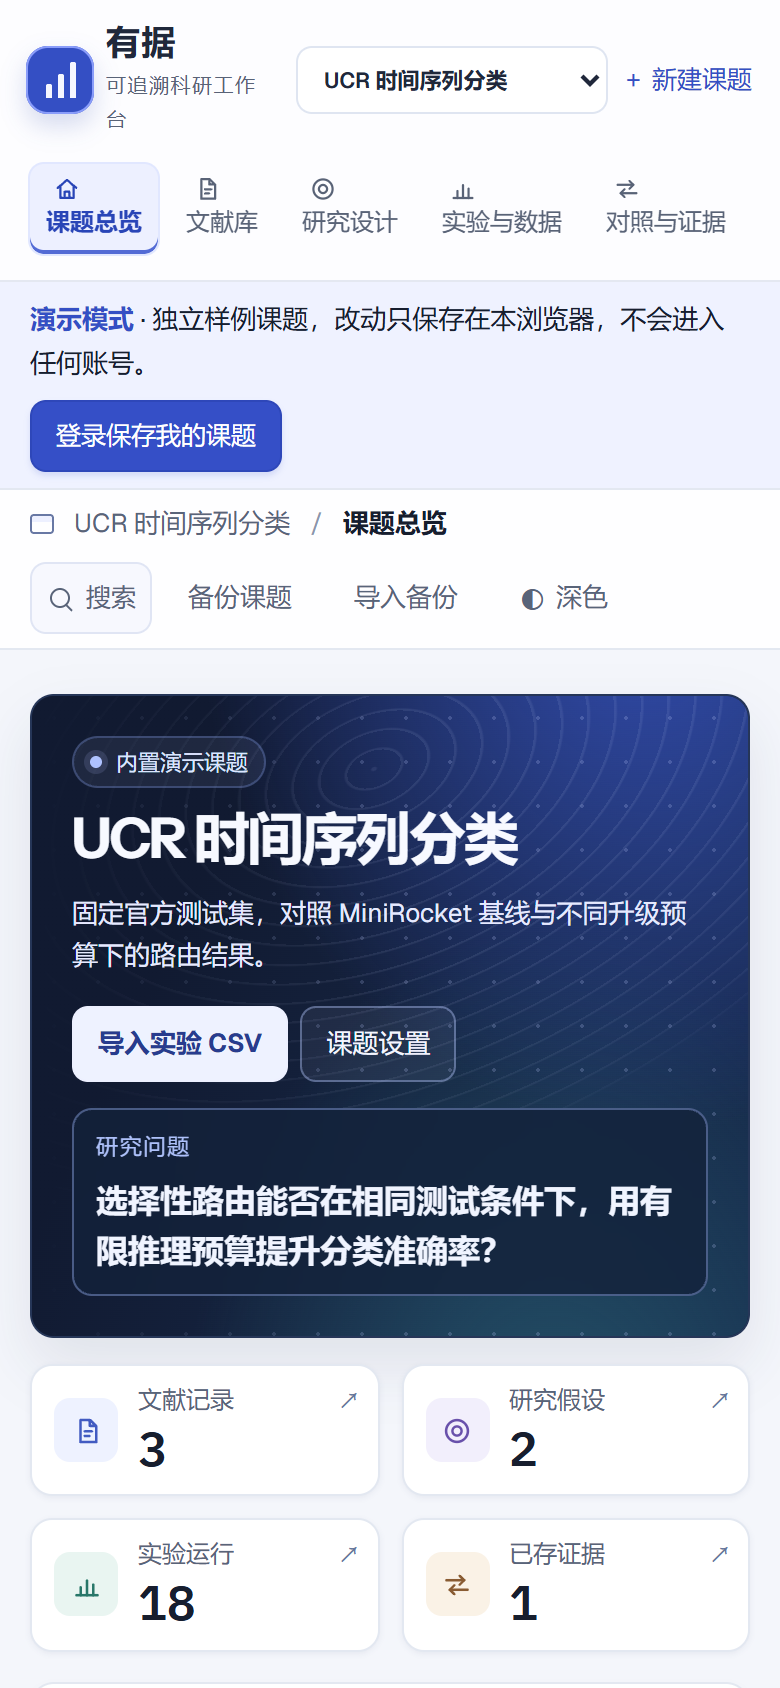 有据
可追溯科研工作
台
UCR 时间序列分类
+ 新建课题
课题总览
文献库
研究设计
实验与数据
对照与证据
演示模式 · 独立样例课题，改动只保存在本浏览器，不会进入
任何账号。
登录保存我的课题
UCR 时间序列分类 / 课题总览
搜索
备份课题
导入备份
深色
内置演示课题
UCR 时间序列分类
固定官方测试集，对照 MiniRocket 基线与不同升级预
算下的路由结果。
导入实验 CSV
课题设置
研究问题
选择性路由能否在相同测试条件下，用有
限推理预算提升分类准确率？
文献记录
3
研究假设
2
实验运行
18
已存证据
1